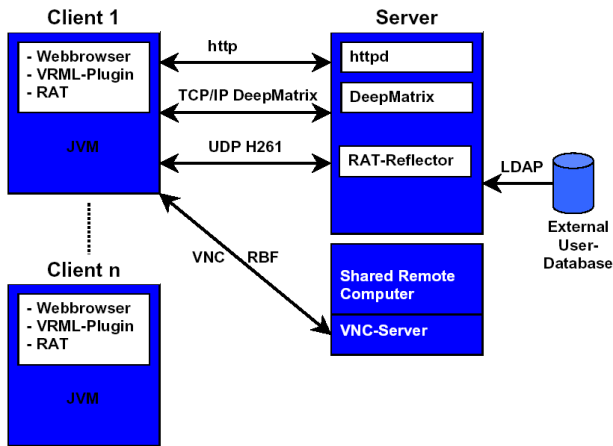 Client 1
- Webbrowser
- VRML-Plugin
- RAT
JVM
http
TCP/IP DeepMatrix
UDP H261
VNC
RBF
Server
httpd
DeepMatrix
RAT-Reflector
LDAP
External
User-
Database
Shared Remote
Computer
VNC-Server
Client n
- Webbrowser
- VRML-Plugin
- RAT
JVM